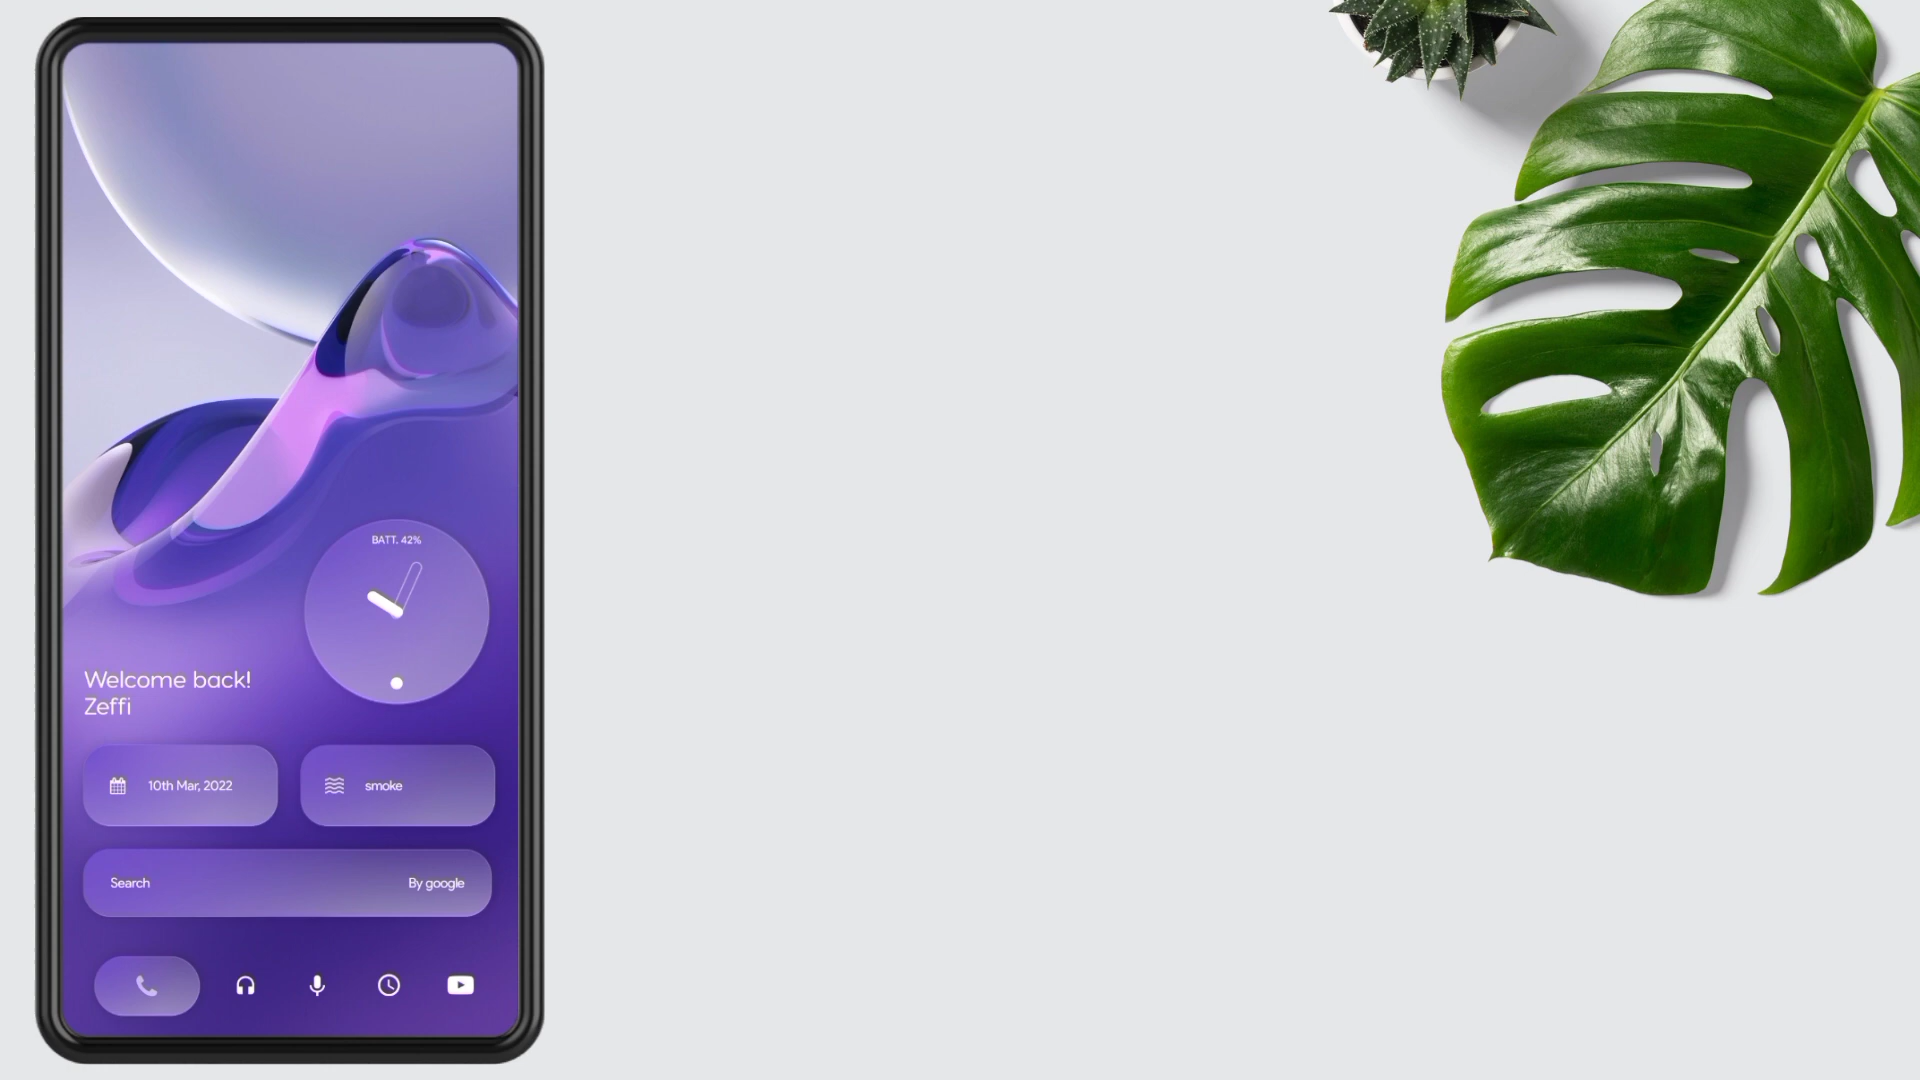 BATT. 42%
Welcome back!
Zeffi
10th Mar, 2022
smoke
Search
By google